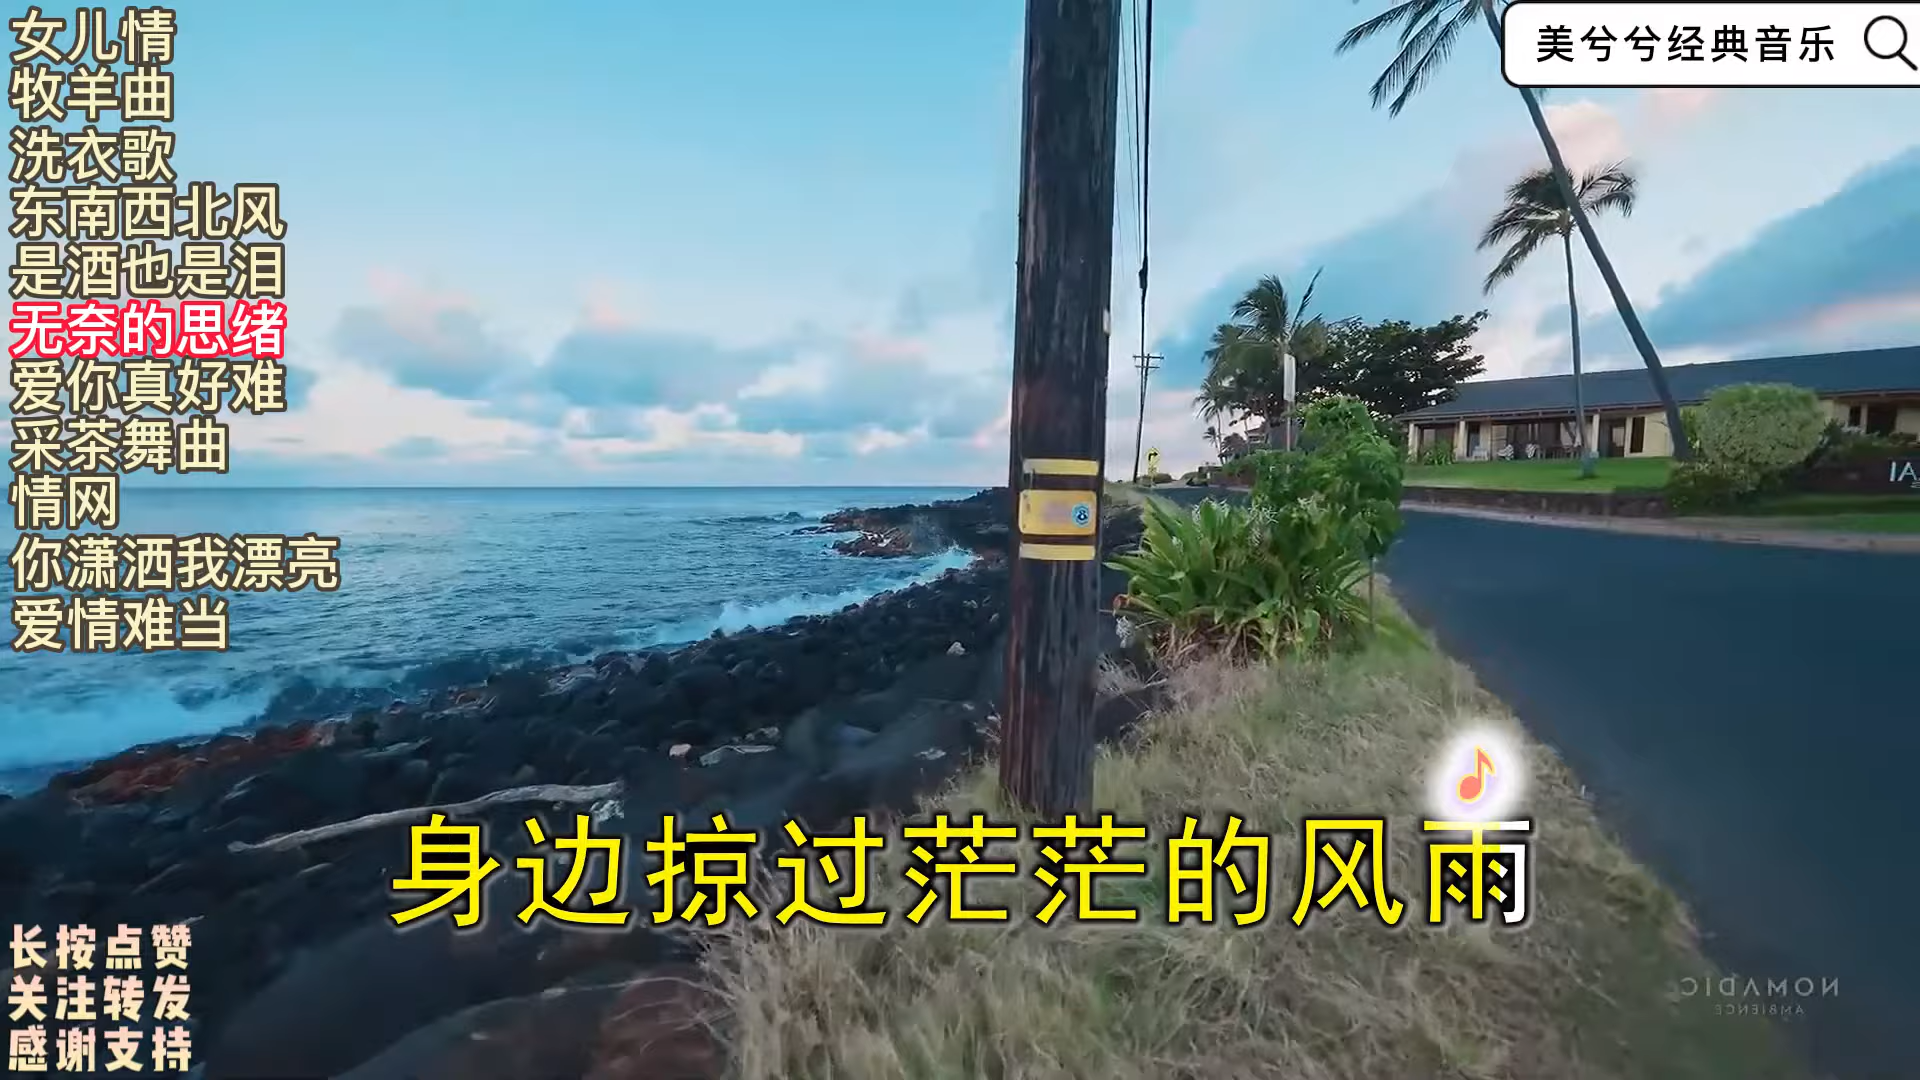 女儿情
牧羊曲
洗衣歌
东南西北风
是酒也是泪
无奈的思绪
爱你真好难
采茶舞曲
情网
你潇洒我漂亮
爱情难当
美兮兮经典音乐
身边掠过茫茫的风雨
长按点赞
关注转发
感谢支持
NOMADIC
AMBIENCE